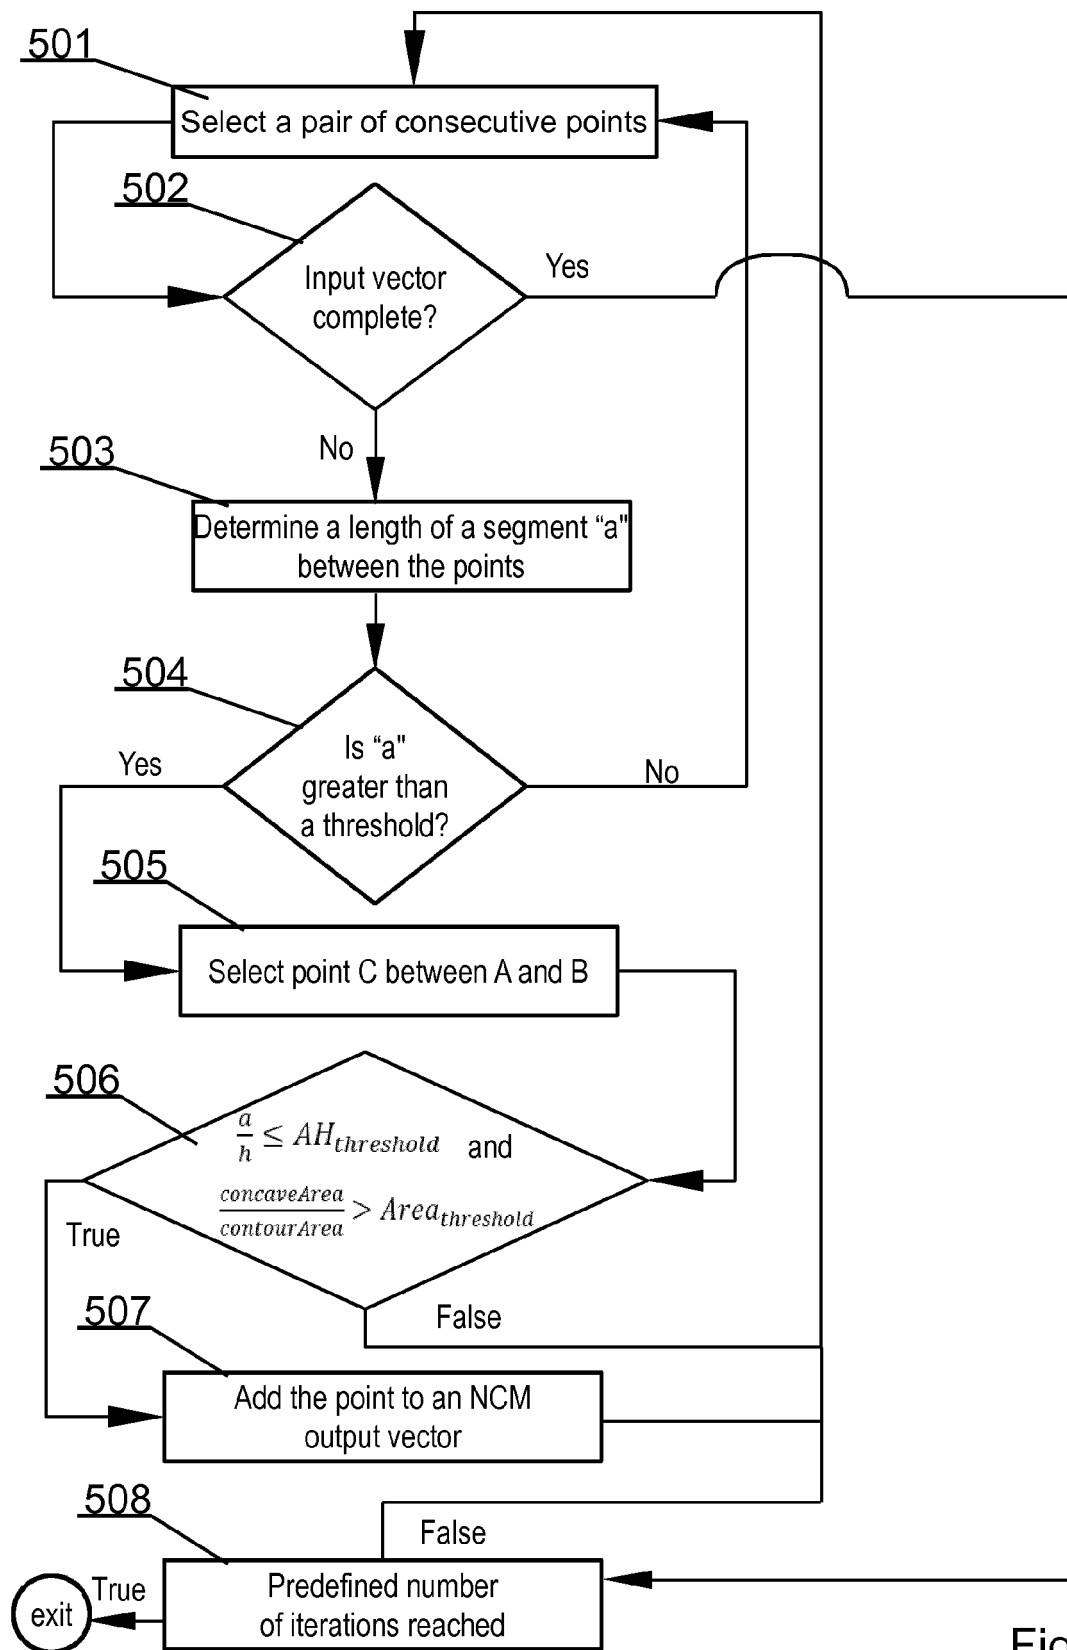 501
Select a pair of consecutive points
502
Input vector
complete?
Yes
No
503
Determine a length of a segment “a"
between the points
504
Is “a"
greater than
a threshold?
Yes
No
505
Select point C between A and B
506
a/h ≤ AH_threshold and
concaveArea/contourArea > Area_threshold
True
False
507
Add the point to an NCM
output vector
508
False
Predefined number
of iterations reached
True
exit
Fig